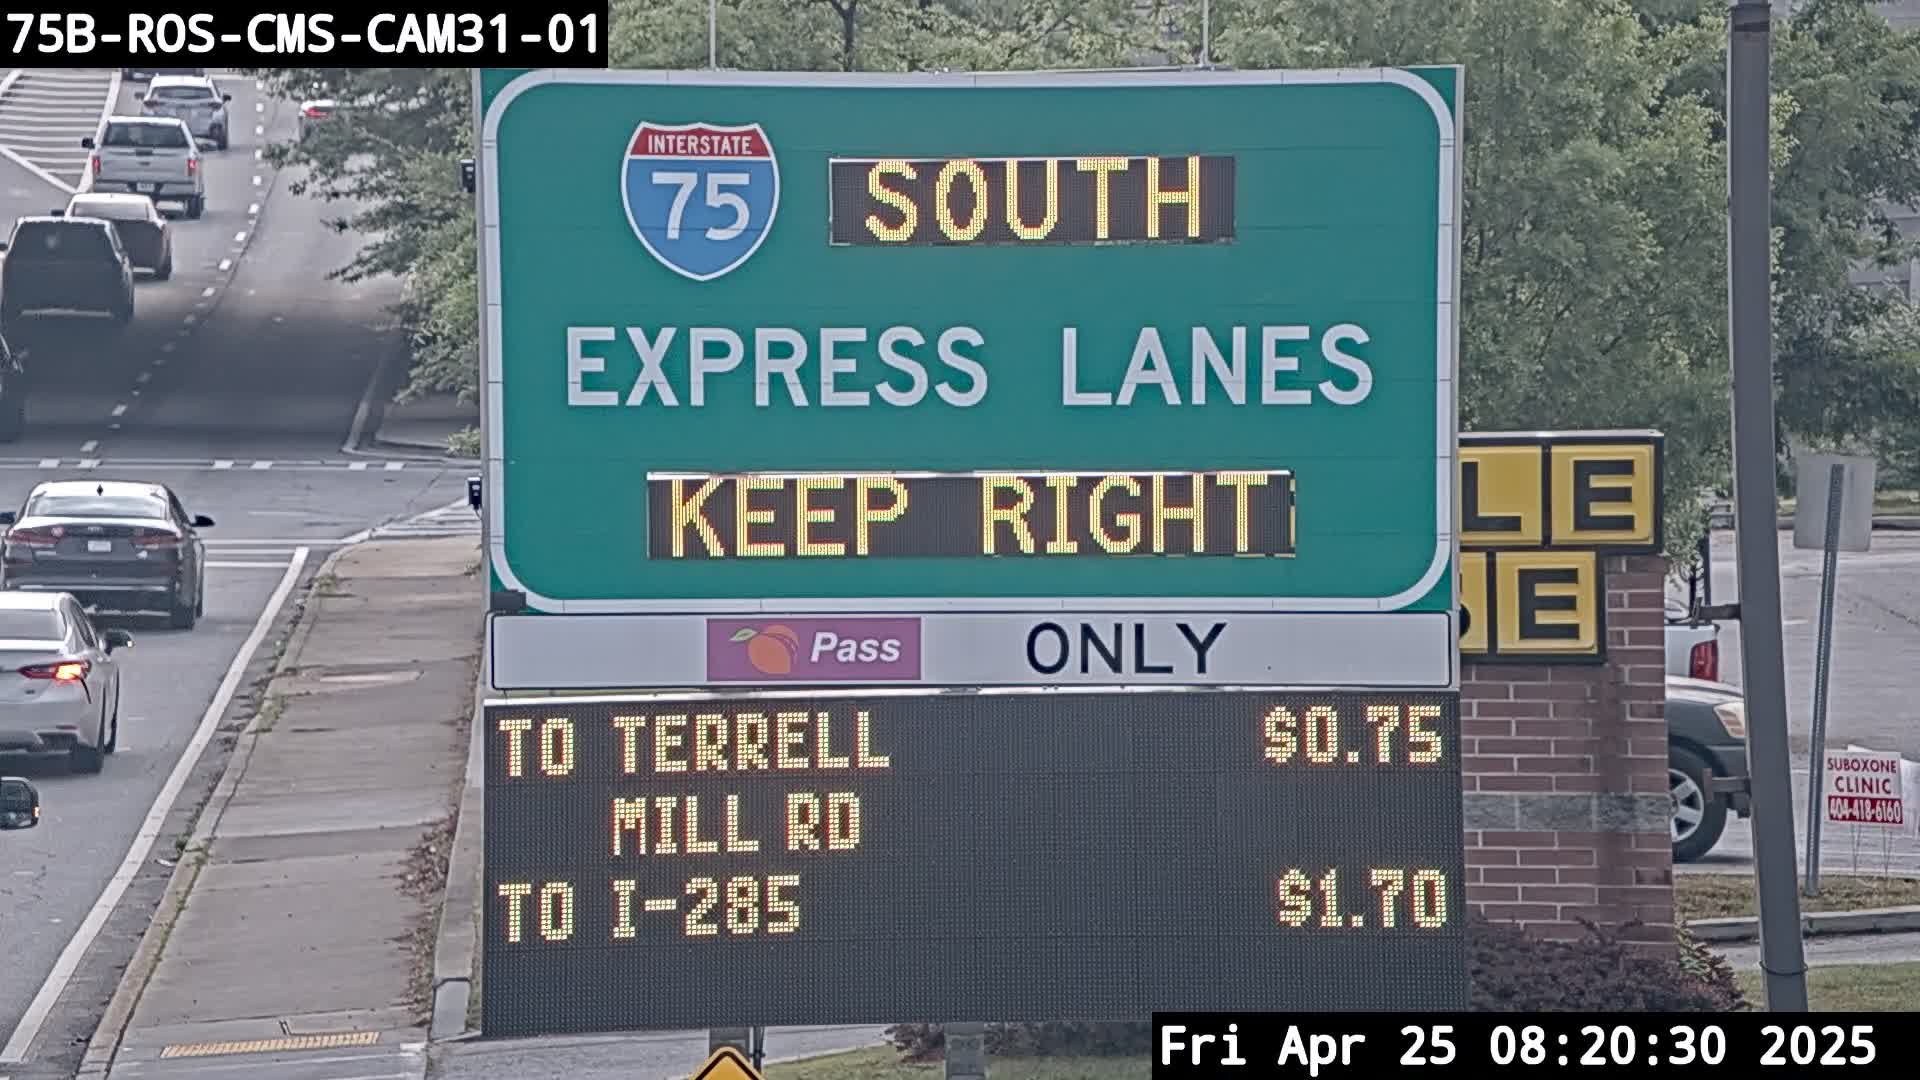 75B-ROS-CMS-CAM31-01
INTERSTATE
75
SOUTH
EXPRESS LANES
KEEP RIGHT
Pass ONLY
TO TERRELL $0.75
MILL RD
TO I-285 $1.70
LE
E
SUBOXONE
CLINIC
404-418-6160
Fri Apr 25 08:20:30 2025